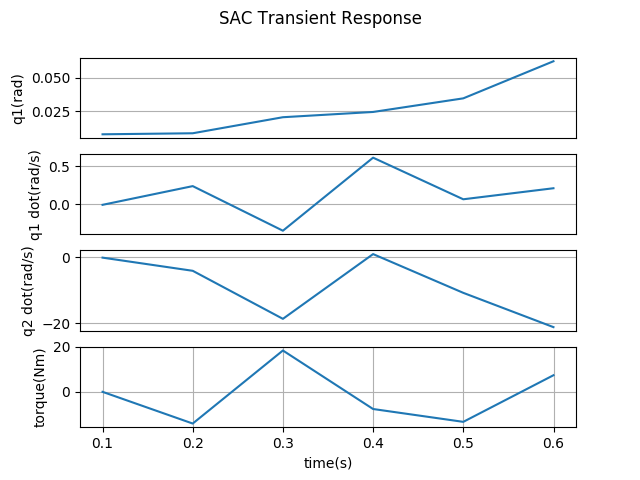 SAC Transient Response
q1(rad)
0.050
0.025
q1 dot(rad/s)
0.5
0.0
q2 dot(rad/s)
0
−20
torque(Nm)
20
0
0.1 0.2 0.3 0.4 0.5 0.6
time(s)